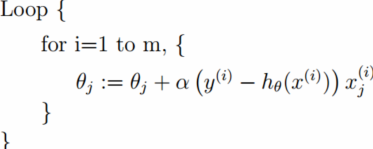 Loop {
for i=1 to m, {
θ_j := θ_j + α (y^{(i)} − h_θ(x^{(i)})) x_j^{(i)}
}
}